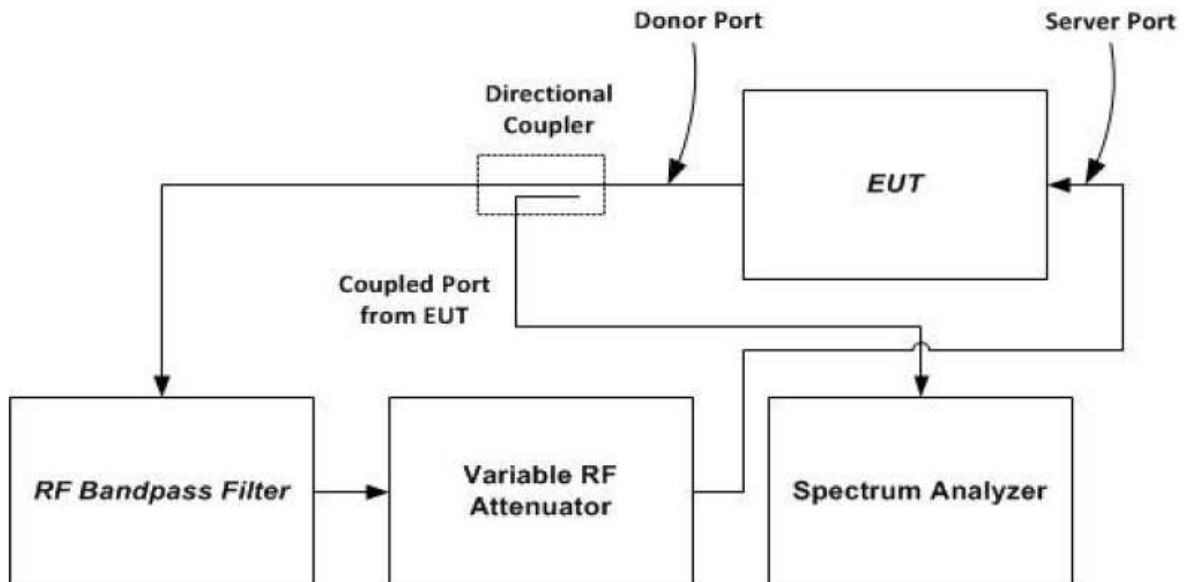 Donor Port
Server Port
Directional
Coupler
EUT
Coupled Port
from EUT
RF Bandpass Filter
Variable RF
Attenuator
Spectrum Analyzer